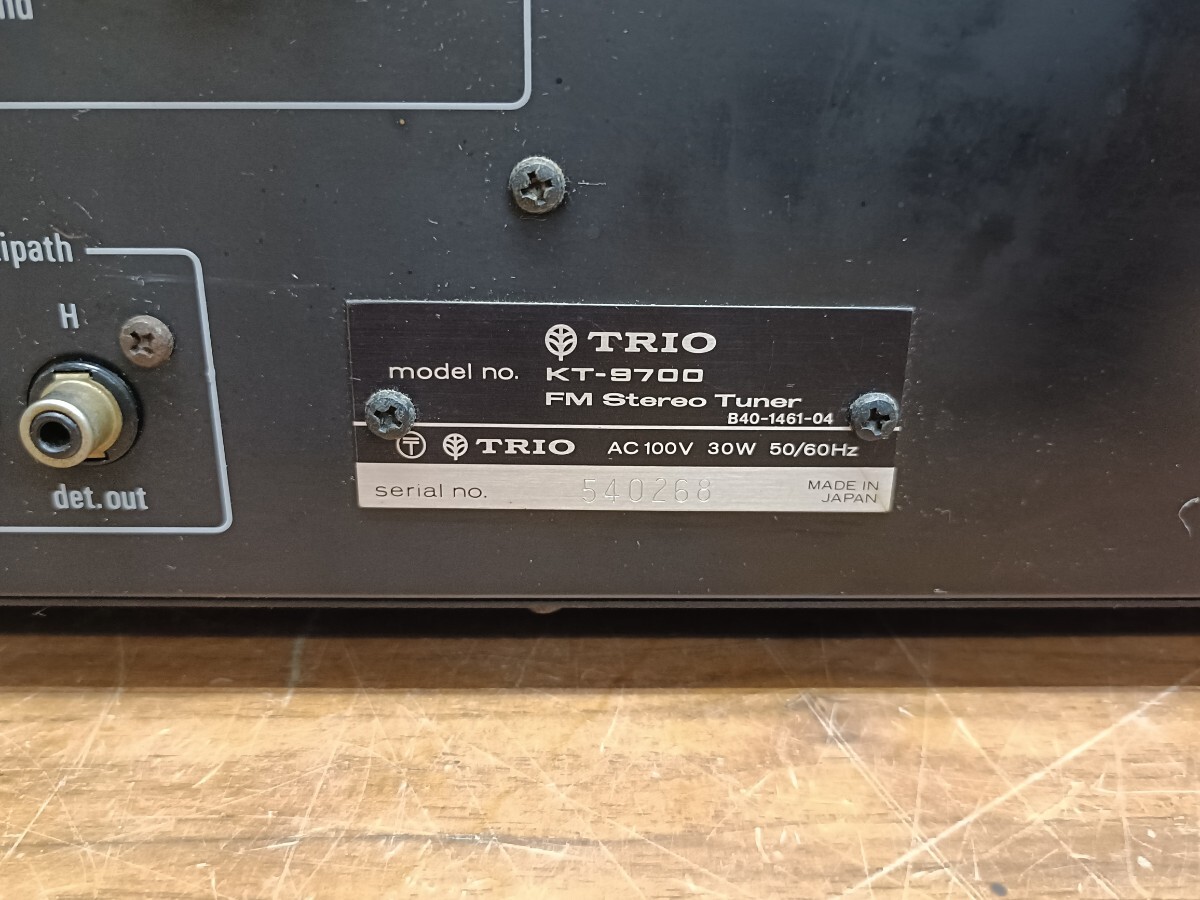 H
det.out
TRIO
model no. KT-9700
FM Stereo Tuner
B40-1461-04
TRIO AC 100V 30W 50/60Hz
serial no. 540268 MADE IN
JAPAN